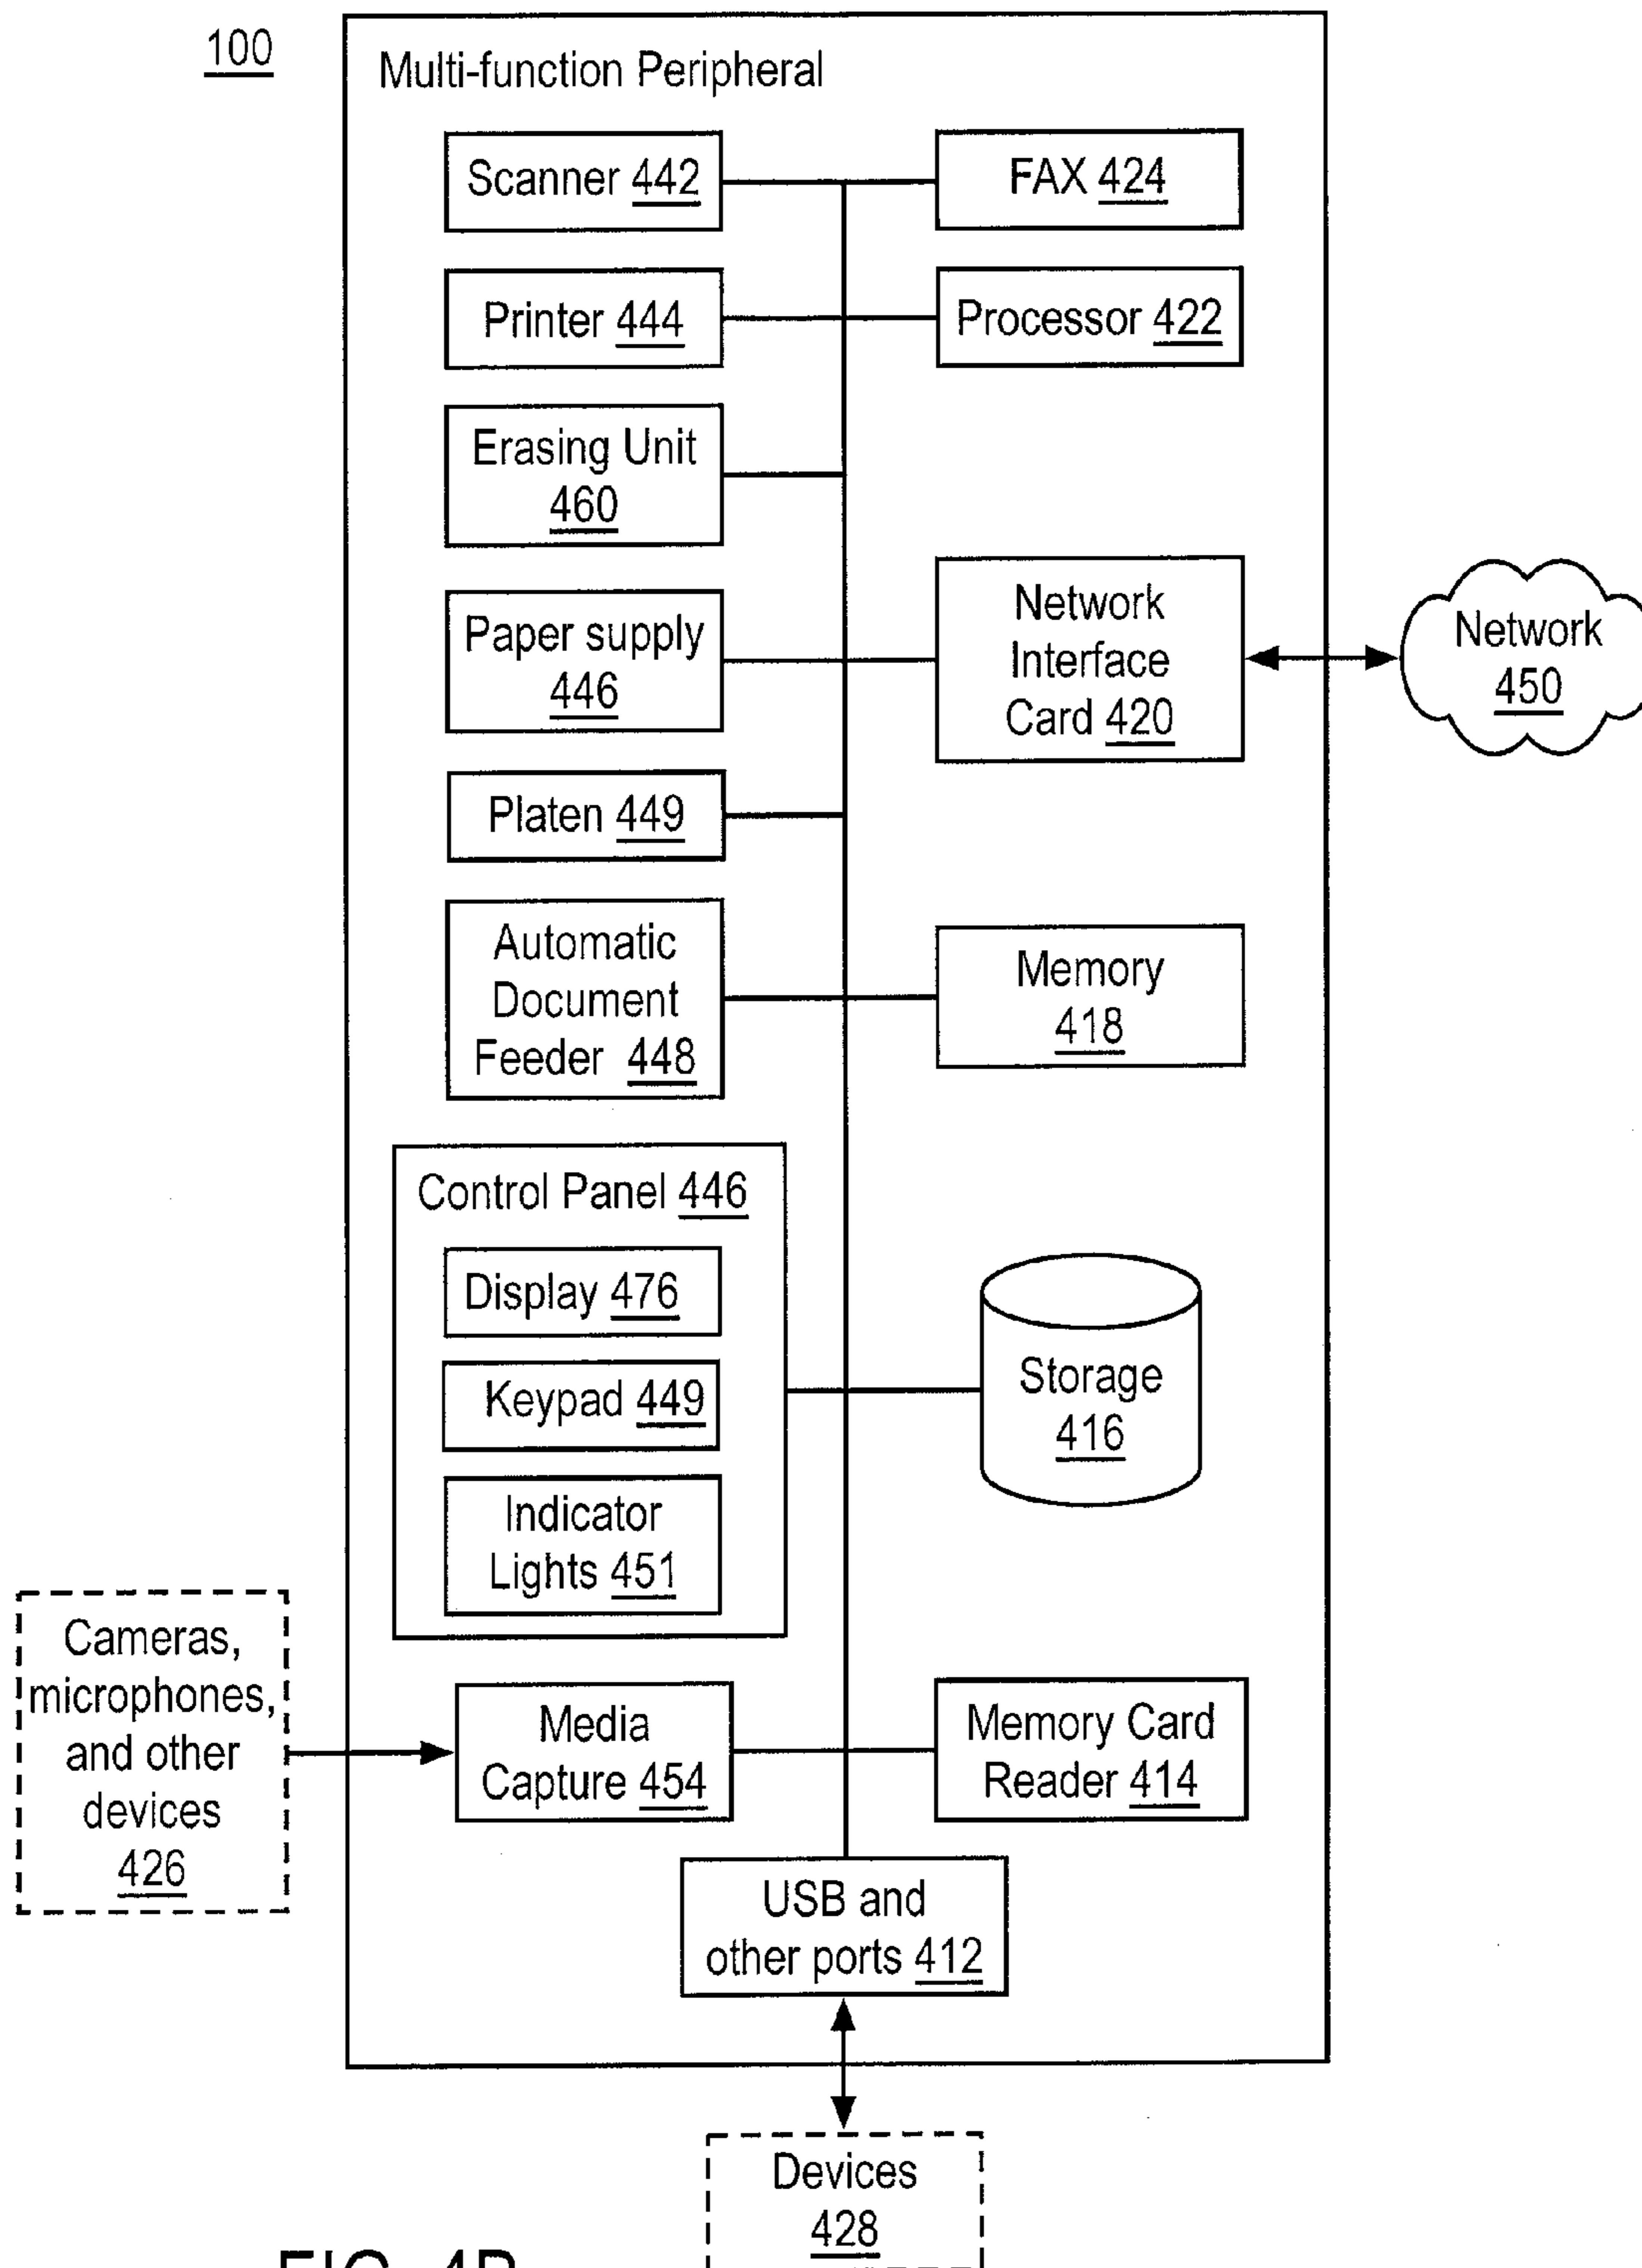 100
Multi-function Peripheral
Scanner 442
FAX 424
Printer 444
Processor 422
Erasing Unit
460
Paper supply
446
Network
Interface
Card 420
Network
450
Platen 449
Automatic
Document
Feeder 448
Memory
418
Control Panel 446
Display 476
Keypad 449
Indicator
Lights 451
Storage
416
Cameras,
microphones,
and other
devices
426
Media
Capture 454
Memory Card
Reader 414
USB and
other ports 412
Devices
428
FIG. 4B